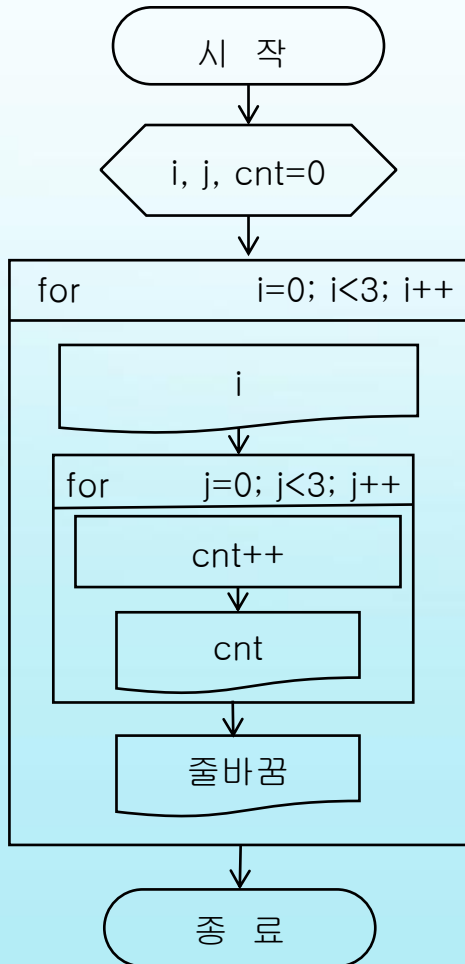 시 작
i, j, cnt=0
for i=0; i<3; i++
i
for j=0; j<3; j++
cnt++
cnt
줄바꿈
종 료